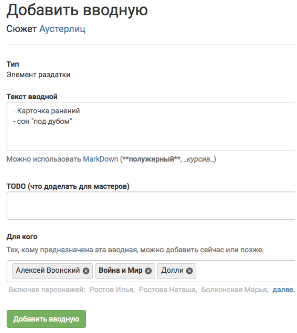 Добавить вводную
Сюжет Аустерлиц
Тип
Элемент раздатки
Текст вводной
- Карточка ранений
- сон "под дубом"
Можно использовать MarkDown (**полужирный**, _курсив_)
TODO (что доделать для мастеров)
Для кого
Тех, кому предназначена эта вводная, можно добавить сейчас или позже.
Алексей Вронский Война и Мир Долли
Включая персонажей: Ростов Илья, Ростова Наташа, Болконская Марья, далее.
Добавить вводную